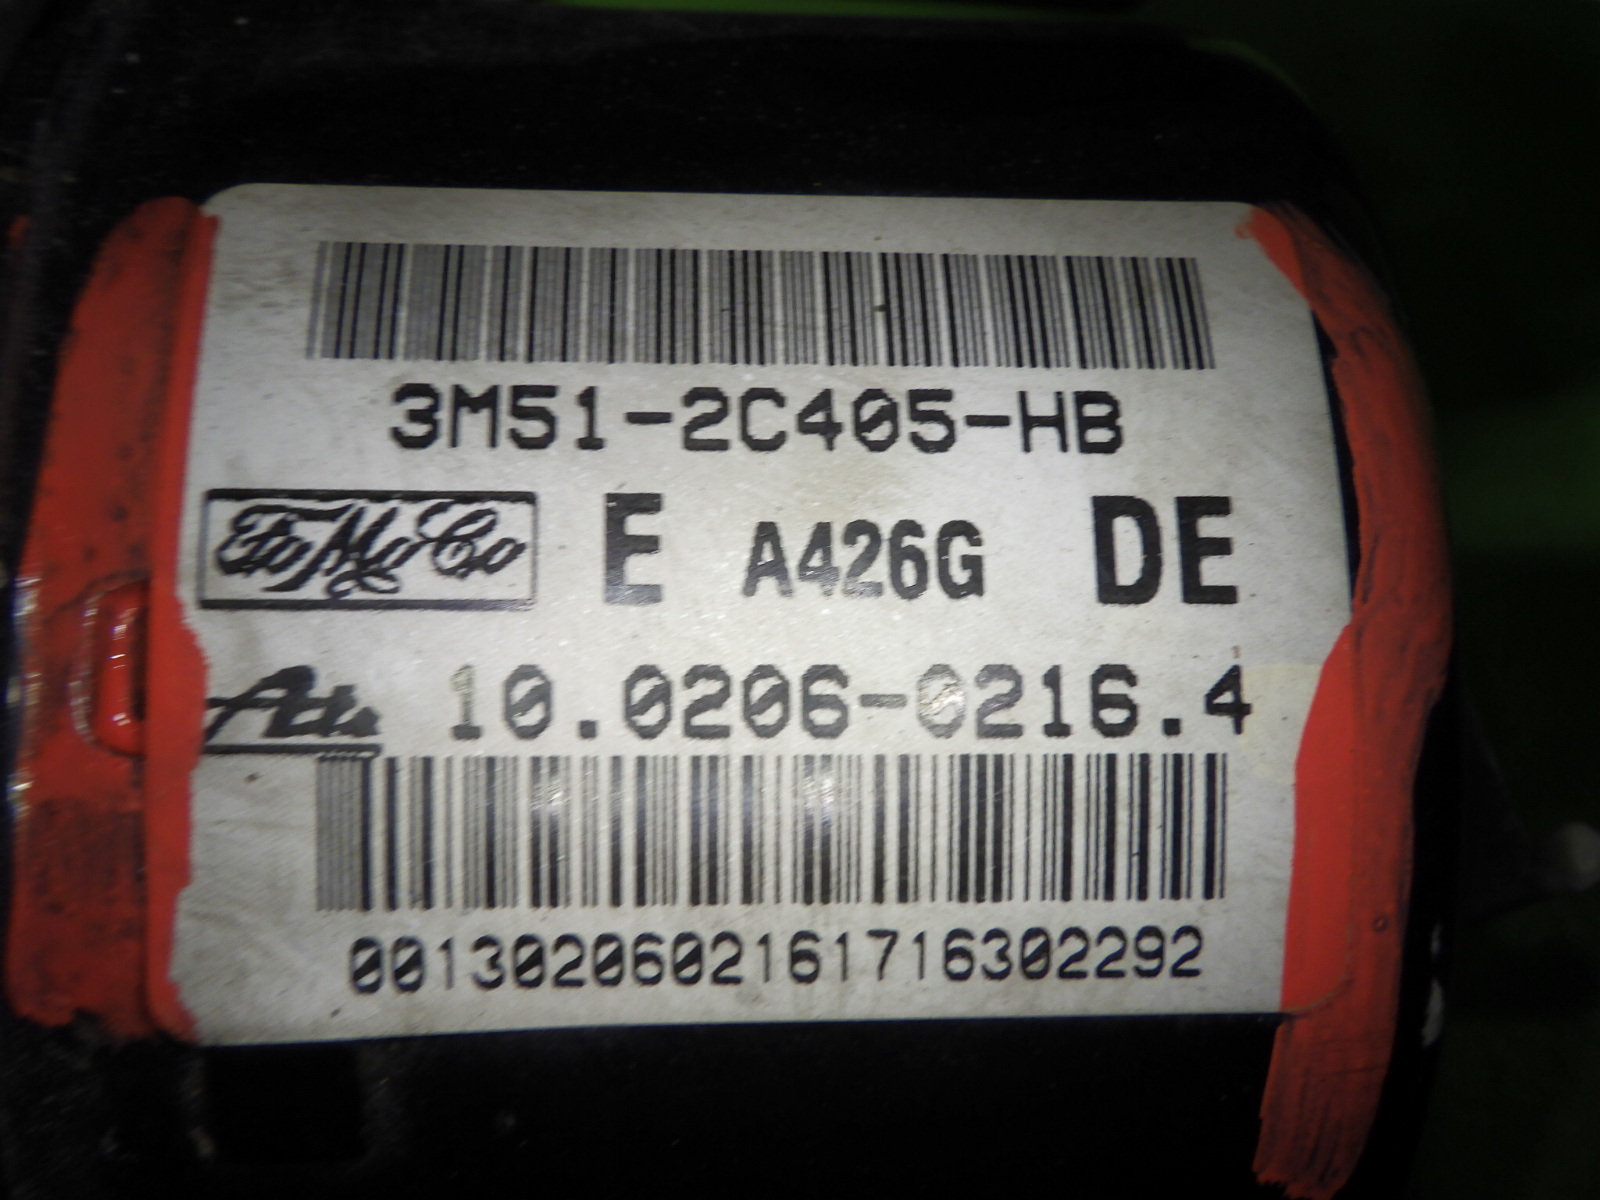 3M51-2C405-HB
FoMoCo E A426G DE
Ate 10.0206-0216.4
0013020602161716302292